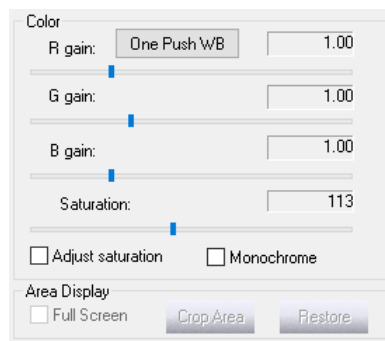 Color
R gain: One Push WB 1.00
G gain: 1.00
B gain: 1.00
Saturation: 113
Adjust saturation Monochrome
Area Display
Full Screen Crop Area Restore